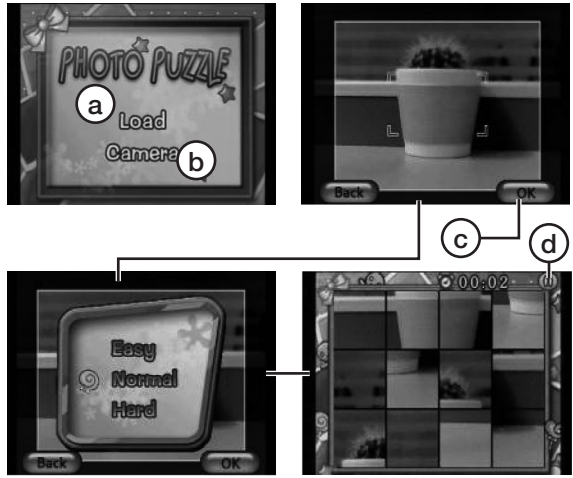 PHOTO PUZZLE
a
Load
Camera
b
Back
OK
c
d
Easy
Normal
Hard
Back
OK
00:02